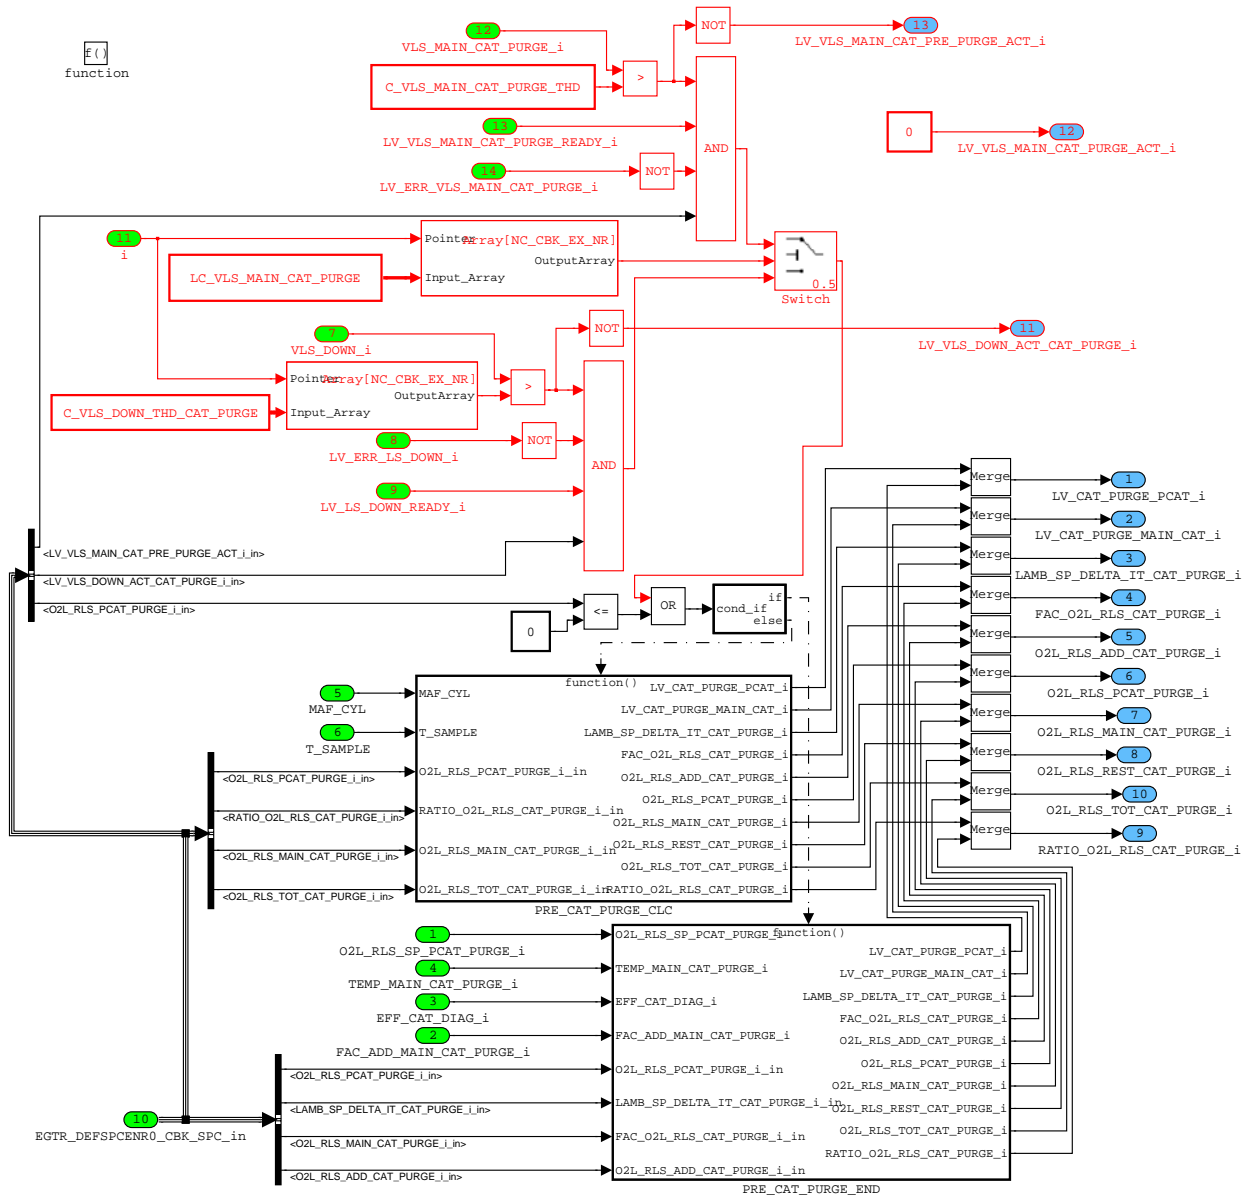 12
VLS_MAIN_CAT_PURGE_i
NOT
13
LV_VLS_MAIN_CAT_PRE_PURGE_ACT_i
f()
function
C_VLS_MAIN_CAT_PURGE_THD
>
13
LV_VLS_MAIN_CAT_PURGE_READY_i
0
12
LV_VLS_MAIN_CAT_PURGE_ACT_i
AND
14
LV_ERR_VLS_MAIN_CAT_PURGE_i
NOT
11
i
Pointer
Array[NC_CBK_EX_NR]
OutputArray
Input_Array
LC_VLS_MAIN_CAT_PURGE
0.5
Switch
7
VLS_DOWN_i
NOT
11
LV_VLS_DOWN_ACT_CAT_PURGE_i
Pointer
Array[NC_CBK_EX_NR]
OutputArray
Input_Array
>
C_VLS_DOWN_THD_CAT_PURGE
8
LV_ERR_LS_DOWN_i
NOT
AND
9
LV_LS_DOWN_READY_i
<LV_VLS_MAIN_CAT_PRE_PURGE_ACT_i_in>
<LV_VLS_DOWN_ACT_CAT_PURGE_i_in>
<O2L_RLS_PCAT_PURGE_i_in>
0
<=
OR
cond_if
if
else
Merge
1
LV_CAT_PURGE_PCAT_i
Merge
2
LV_CAT_PURGE_MAIN_CAT_i
Merge
3
LAMB_SP_DELTA_IT_CAT_PURGE_i
Merge
4
FAC_O2L_RLS_CAT_PURGE_i
Merge
5
O2L_RLS_ADD_CAT_PURGE_i
Merge
6
O2L_RLS_PCAT_PURGE_i
Merge
7
O2L_RLS_MAIN_CAT_PURGE_i
Merge
8
O2L_RLS_REST_CAT_PURGE_i
Merge
10
O2L_RLS_TOT_CAT_PURGE_i
Merge
9
RATIO_O2L_RLS_CAT_PURGE_i
5
MAF_CYL
6
T_SAMPLE
<O2L_RLS_PCAT_PURGE_i_in>
<RATIO_O2L_RLS_CAT_PURGE_i_in>
<O2L_RLS_MAIN_CAT_PURGE_i_in>
<O2L_RLS_TOT_CAT_PURGE_i_in>
function()
MAF_CYL
T_SAMPLE
O2L_RLS_PCAT_PURGE_i_in
RATIO_O2L_RLS_CAT_PURGE_i_in
O2L_RLS_MAIN_CAT_PURGE_i_in
O2L_RLS_TOT_CAT_PURGE_i_in
LV_CAT_PURGE_PCAT_i
LV_CAT_PURGE_MAIN_CAT_i
LAMB_SP_DELTA_IT_CAT_PURGE_i
FAC_O2L_RLS_CAT_PURGE_i
O2L_RLS_ADD_CAT_PURGE_i
O2L_RLS_PCAT_PURGE_i
O2L_RLS_MAIN_CAT_PURGE_i
O2L_RLS_REST_CAT_PURGE_i
O2L_RLS_TOT_CAT_PURGE_i
RATIO_O2L_RLS_CAT_PURGE_i
PRE_CAT_PURGE_CLC
1
O2L_RLS_SP_PCAT_PURGE_i
4
TEMP_MAIN_CAT_PURGE_i
3
EFF_CAT_DIAG_i
2
FAC_ADD_MAIN_CAT_PURGE_i
<O2L_RLS_PCAT_PURGE_i_in>
<LAMB_SP_DELTA_IT_CAT_PURGE_i_in>
<O2L_RLS_MAIN_CAT_PURGE_i_in>
<O2L_RLS_ADD_CAT_PURGE_i_in>
10
EGTR_DEFSPCENR0_CBK_SPC_in
function()
O2L_RLS_SP_PCAT_PURGE_i
TEMP_MAIN_CAT_PURGE_i
EFF_CAT_DIAG_i
FAC_ADD_MAIN_CAT_PURGE_i
O2L_RLS_PCAT_PURGE_i_in
LAMB_SP_DELTA_IT_CAT_PURGE_i_in
FAC_O2L_RLS_CAT_PURGE_i_in
O2L_RLS_ADD_CAT_PURGE_i_in
LV_CAT_PURGE_PCAT_i
LV_CAT_PURGE_MAIN_CAT_i
LAMB_SP_DELTA_IT_CAT_PURGE_i
FAC_O2L_RLS_CAT_PURGE_i
O2L_RLS_ADD_CAT_PURGE_i
O2L_RLS_PCAT_PURGE_i
O2L_RLS_MAIN_CAT_PURGE_i
O2L_RLS_REST_CAT_PURGE_i
O2L_RLS_TOT_CAT_PURGE_i
RATIO_O2L_RLS_CAT_PURGE_i
PRE_CAT_PURGE_END